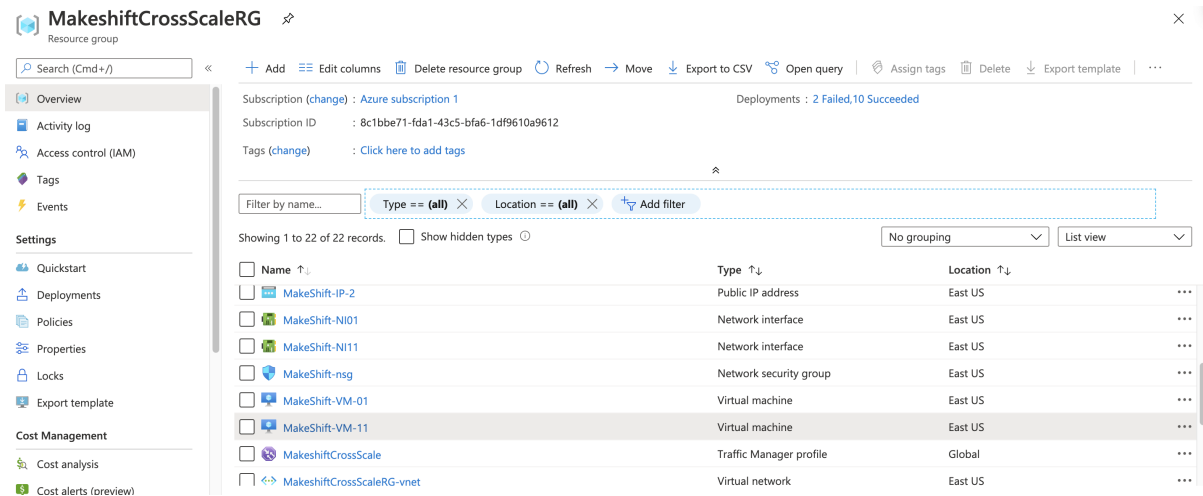 MakeshiftCrossScaleRG
Resource group
Search (Cmd+/)
«
Overview
Activity log
Access control (IAM)
Tags
Events
Settings
Quickstart
Deployments
Policies
Properties
Locks
Export template
Cost Management
Cost analysis
Cost alerts (preview)
Add Edit columns Delete resource group Refresh Move Export to CSV Open query Assign tags Delete Export template ...
Subscription (change) : Azure subscription 1 Deployments : 2 Failed,10 Succeeded
Subscription ID : 8c1bbe71-fda1-43c5-bfa6-1df9610a9612
Tags (change) : Click here to add tags
Filter by name... Type == (all) Location == (all) Add filter
Showing 1 to 22 of 22 records. Show hidden types No grouping List view
Name ↑↓ Type ↑↓ Location ↑↓
MakeShift-IP-2 Public IP address East US ...
MakeShift-NI01 Network interface East US ...
MakeShift-NI11 Network interface East US ...
MakeShift-nsg Network security group East US ...
MakeShift-VM-01 Virtual machine East US ...
MakeShift-VM-11 Virtual machine East US ...
MakeshiftCrossScale Traffic Manager profile Global ...
MakeshiftCrossScaleRG-vnet Virtual network East US ...